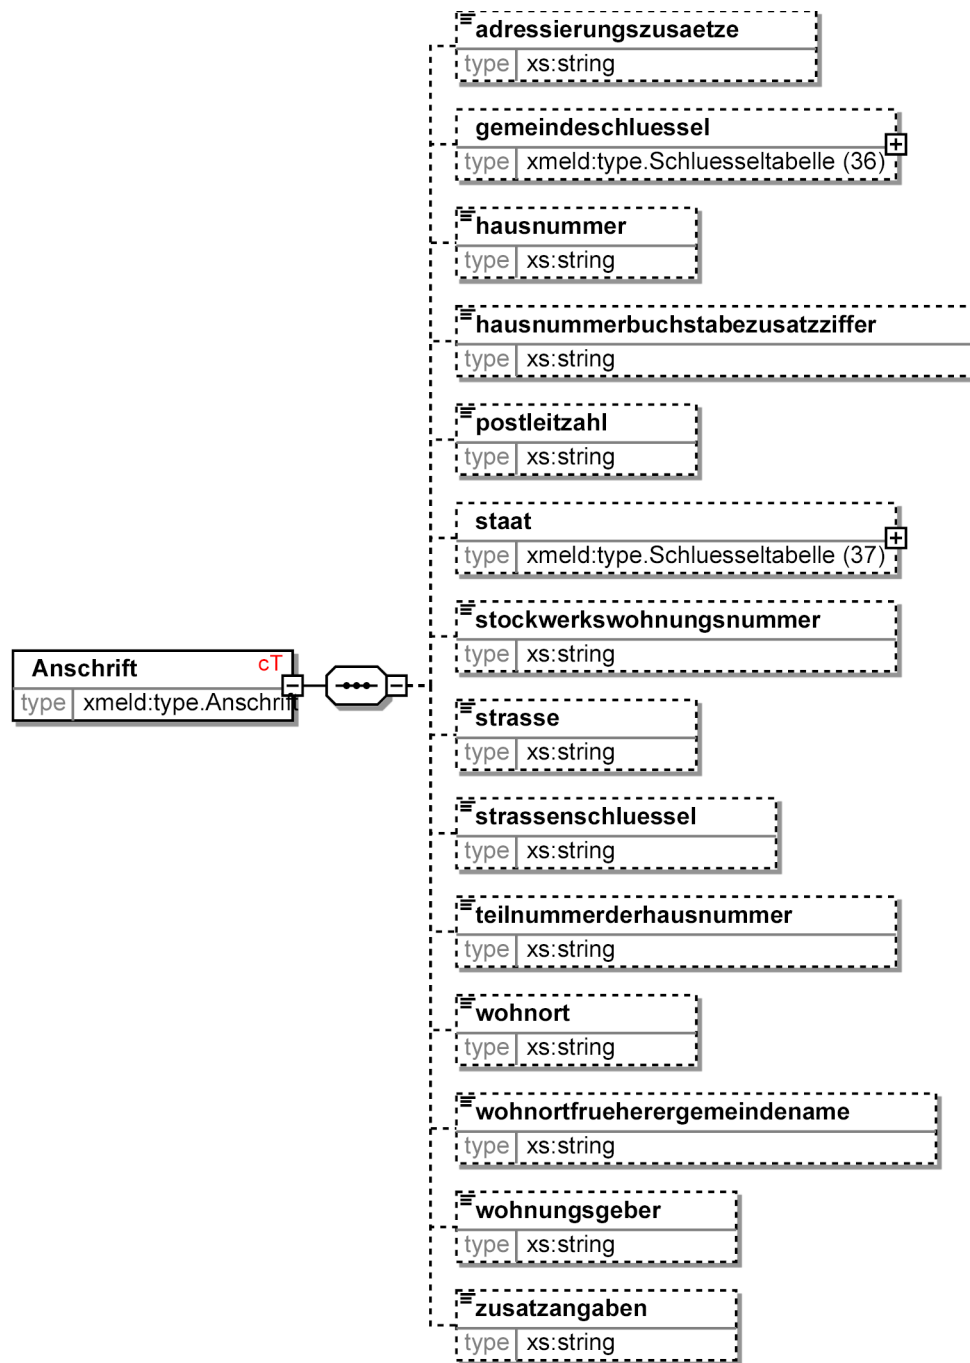 adressierungszusaetze
type xs:string
gemeindeschluessel
type xmeld:type.Schluesseltabelle (36)
hausnummer
type xs:string
hausnummerbuchstabezusatzziffer
type xs:string
postleitzahl
type xs:string
staat
type xmeld:type.Schluesseltabelle (37)
stockwerkswohnungsnummer
type xs:string
Anschrift cT
type xmeld:type.Anschrift
strasse
type xs:string
strassenschluessel
type xs:string
teilnummerderhausnummer
type xs:string
wohnort
type xs:string
wohnortfrueherergemeindename
type xs:string
wohnungsgeber
type xs:string
zusatzangaben
type xs:string